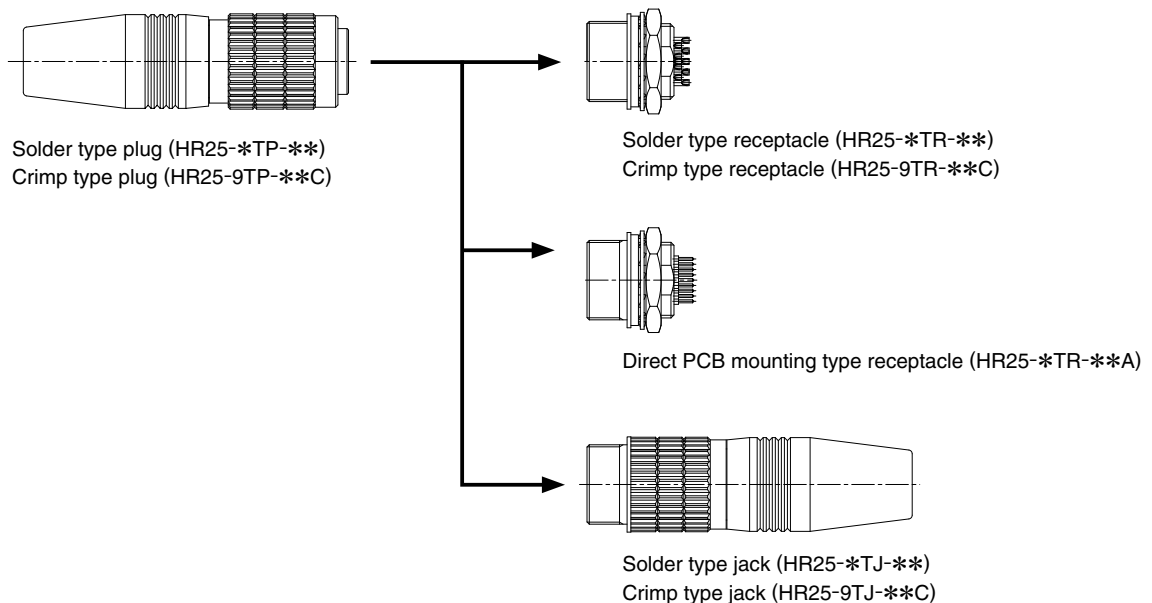 Solder type plug (HR25-*TP-**)
Crimp type plug (HR25-9TP-**C)
Solder type receptacle (HR25-*TR-**)
Crimp type receptacle (HR25-9TR-**C)
Direct PCB mounting type receptacle (HR25-*TR-**A)
Solder type jack (HR25-*TJ-**)
Crimp type jack (HR25-9TJ-**C)